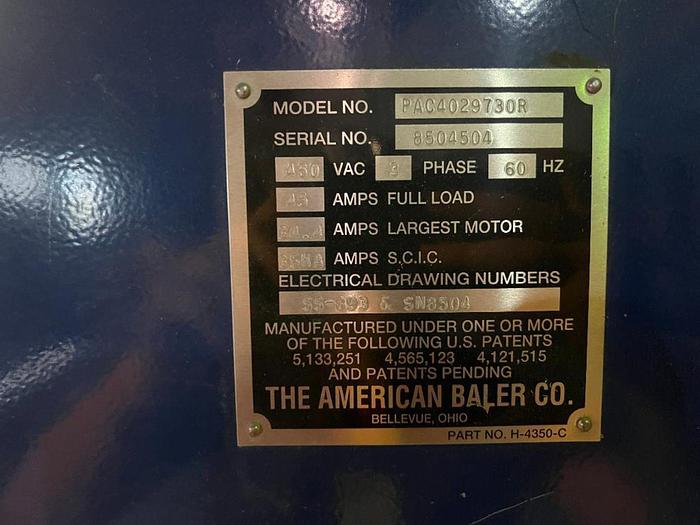 MODEL NO. PAC4029730R
SERIAL NO. 8504504
460 VAC 3 PHASE 60 HZ
AMPS FULL LOAD
34.4 AMPS LARGEST MOTOR
AMPS S.C.I.C.
ELECTRICAL DRAWING NUMBERS
& SN8504
MANUFACTURED UNDER ONE OR MORE
OF THE FOLLOWING U.S. PATENTS
5,133,251 4,565,123 4,121,515
AND PATENTS PENDING
THE AMERICAN BALER CO.
BELLEVUE, OHIO
PART NO. H-4350-C